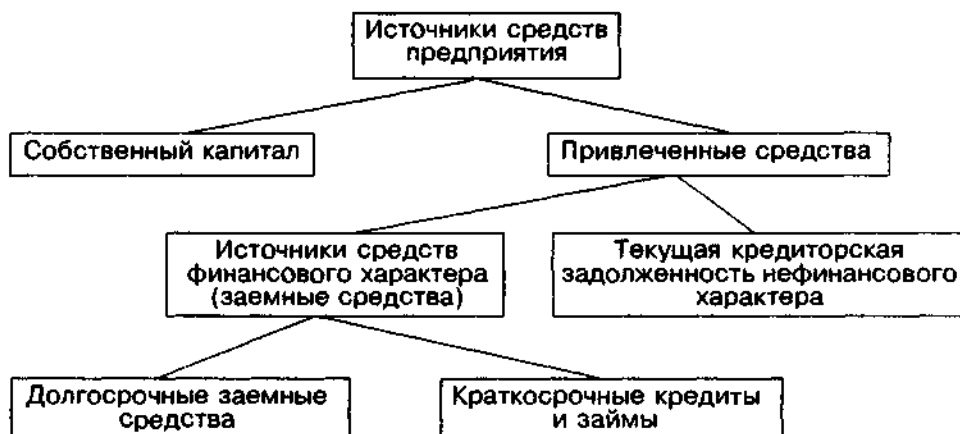 Источники средств
предприятия
Собственный капитал
Привлеченные средства
Источники средств
финансового характера
(заемные средства)
Текущая кредиторская
задолженность нефинансового
характера
Долгосрочные заемные
средства
Краткосрочные кредиты
и займы